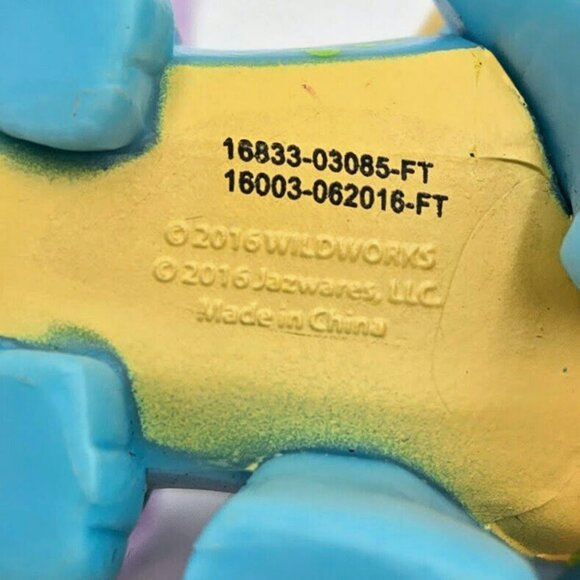 16833-03085-FT
16003-062016-FT
© 2016 WILDWORKS
© 2016 Jazwares, LLC.
Made in China